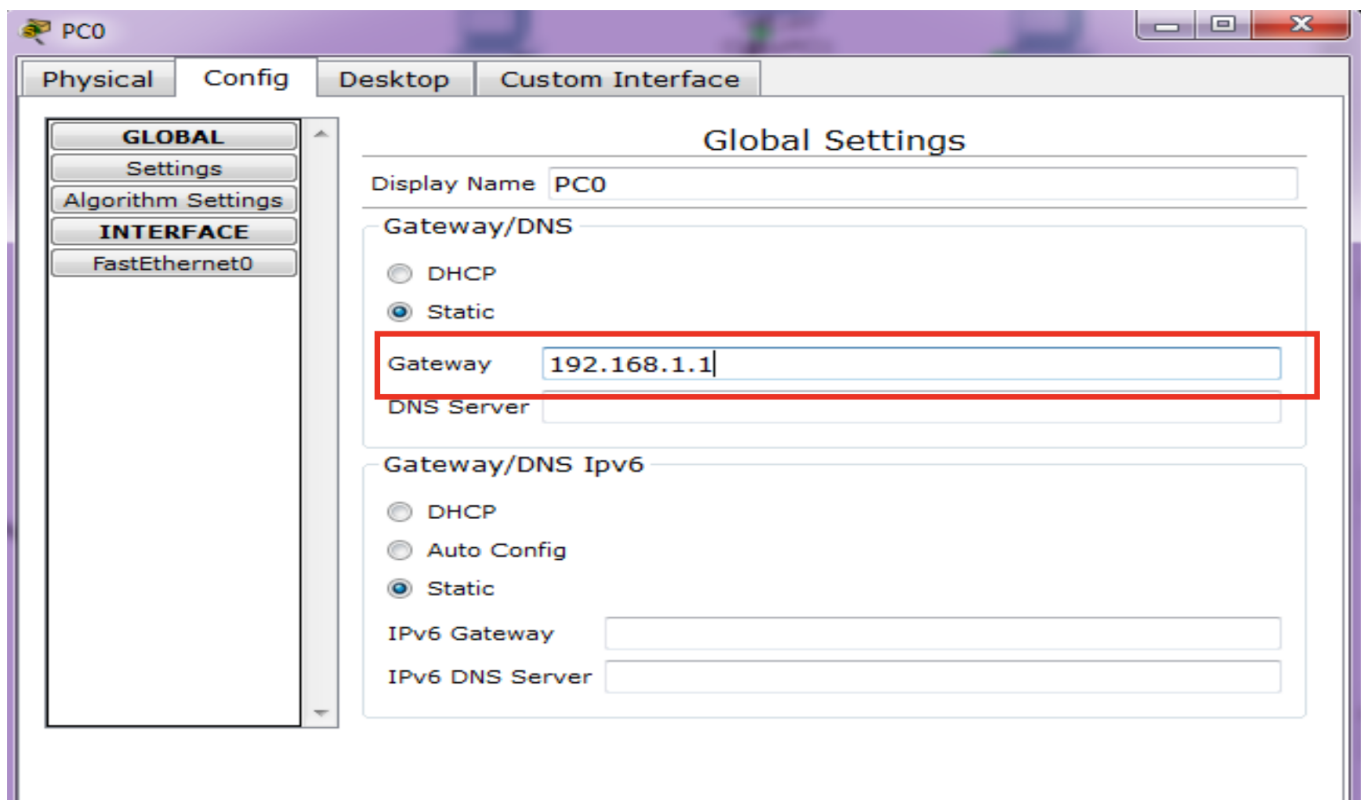 PC0
Physical Config Desktop Custom Interface
GLOBAL
Settings
Algorithm Settings
INTERFACE
FastEthernet0
Global Settings
Display Name PC0
Gateway/DNS
DHCP
Static
Gateway 192.168.1.1
DNS Server
Gateway/DNS Ipv6
DHCP
Auto Config
Static
IPv6 Gateway
IPv6 DNS Server